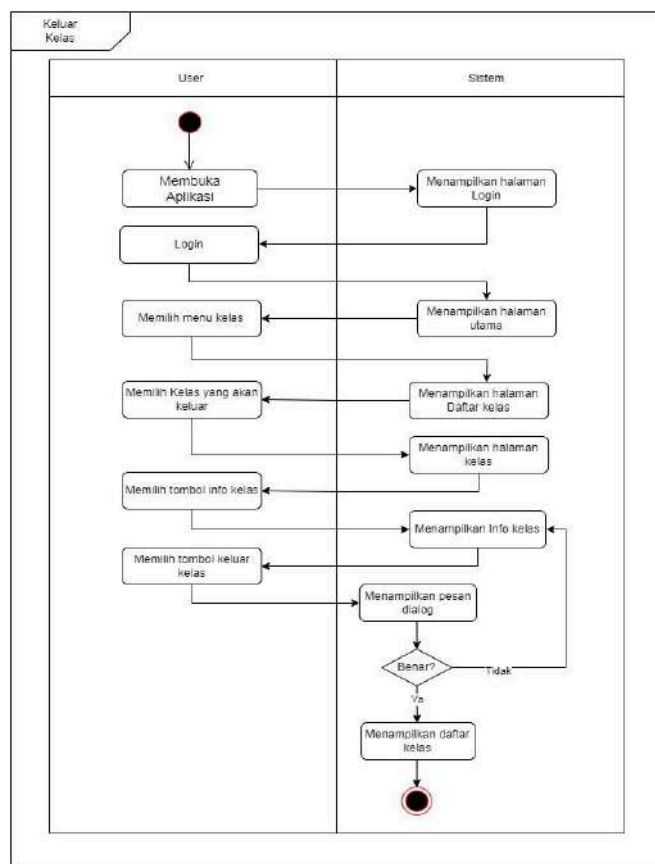 Keluar
Kelas
User
Sistem
Membuka
Aplikasi
Menampilkan halaman
Login
Login
Menampilkan halaman
utama
Memilih menu kelas
Menampilkan halaman
Daftar kelas
Memilih Kelas yang akan
keluar
Menampilkan halaman
kelas
Memilih tombol info kelas
Menampilkan Info kelas
Memilih tombol keluar
kelas
Menampilkan pesan
dialog
Benar?
Tidak
Ya
Menampilkan daftar
kelas